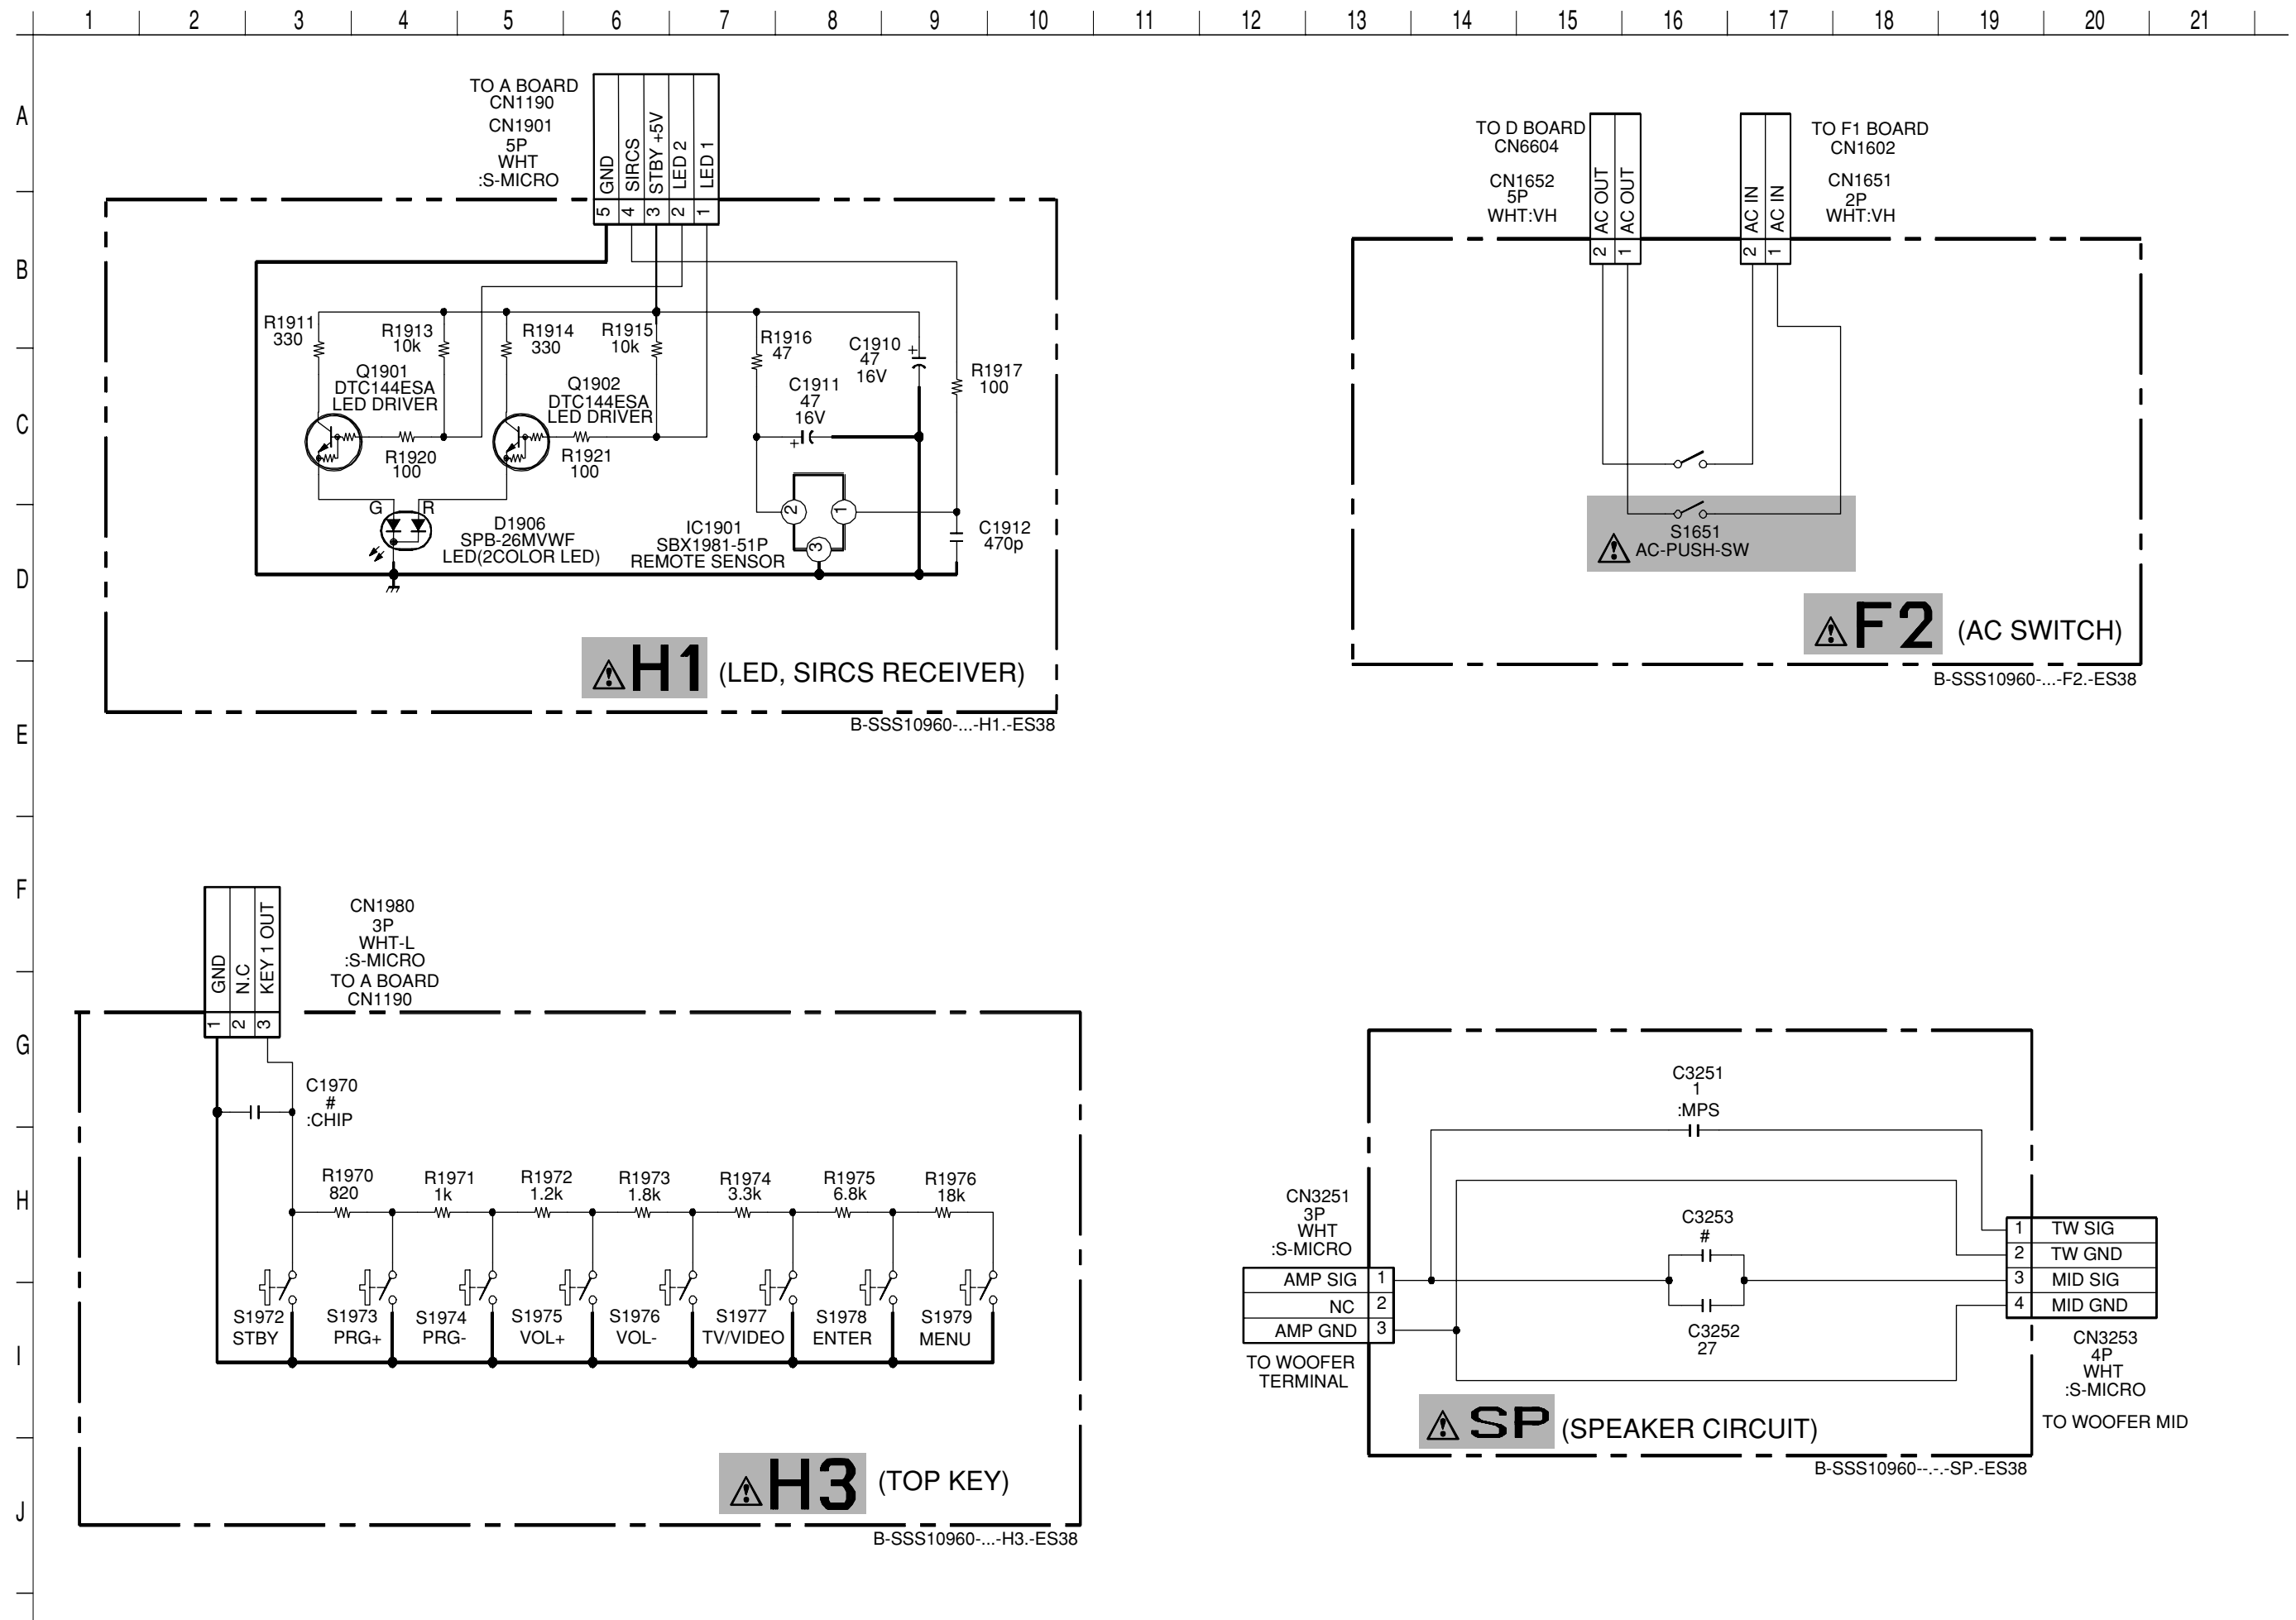 1 2 3 4 5 6 7 8 9 10 11 12 13 14 15 16 17 18 19 20 21
A
B
C
D
E
F
G
H
I
J
TO A BOARD
CN1190
CN1901
5P
WHT
:S-MICRO
GND
SIRCS
STBY +5V
LED 2
LED 1
5 4 3 2 1
R1911
330
R1913
10k
R1914
330
R1915
10k
R1916
47
C1910
47
16V
+
R1917
100
Q1901
DTC144ESA
LED DRIVER
Q1902
DTC144ESA
LED DRIVER
C1911
47
16V
+
R1920
100
R1921
100
G R
D1906
SPB-26MVWF
LED(2COLOR LED)
2 1
3
IC1901
SBX1981-51P
REMOTE SENSOR
C1912
470p
H1 (LED, SIRCS RECEIVER)
B-SSS10960-...-H1.-ES38
TO D BOARD
CN6604
CN1652
5P
WHT:VH
AC OUT
AC OUT
2 1
AC IN
AC IN
2 1
TO F1 BOARD
CN1602
CN1651
2P
WHT:VH
S1651
AC-PUSH-SW
F2 (AC SWITCH)
B-SSS10960-...-F2.-ES38
GND
N.C
KEY 1 OUT
1 2 3
CN1980
3P
WHT-L
:S-MICRO
TO A BOARD
CN1190
C1970
#
:CHIP
R1970
820
R1971
1k
R1972
1.2k
R1973
1.8k
R1974
3.3k
R1975
6.8k
R1976
18k
S1972
STBY
S1973
PRG+
S1974
PRG-
S1975
VOL+
S1976
VOL-
S1977
TV/VIDEO
S1978
ENTER
S1979
MENU
H3 (TOP KEY)
B-SSS10960-...-H3.-ES38
C3251
1
:MPS
CN3251
3P
WHT
:S-MICRO
AMP SIG 1
NC 2
AMP GND 3
TO WOOFER
TERMINAL
C3253
#
C3252
27
1 TW SIG
2 TW GND
3 MID SIG
4 MID GND
CN3253
4P
WHT
:S-MICRO
TO WOOFER MID
SP (SPEAKER CIRCUIT)
B-SSS10960--.-.-SP.-ES38